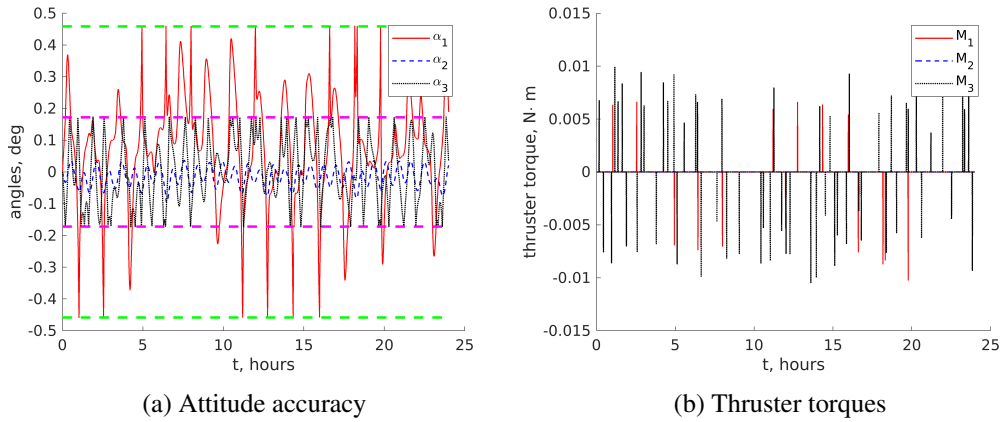 0.5
0.4
0.3
0.2
0.1
0
-0.1
-0.2
-0.3
-0.4
-0.5
angles, deg
0 5 10 15 20 25
t, hours
α1
α2
α3
(a) Attitude accuracy
0.015
0.01
0.005
0
-0.005
-0.01
-0.015
thruster torque, N· m
0 5 10 15 20 25
t, hours
M1
M2
M3
(b) Thruster torques